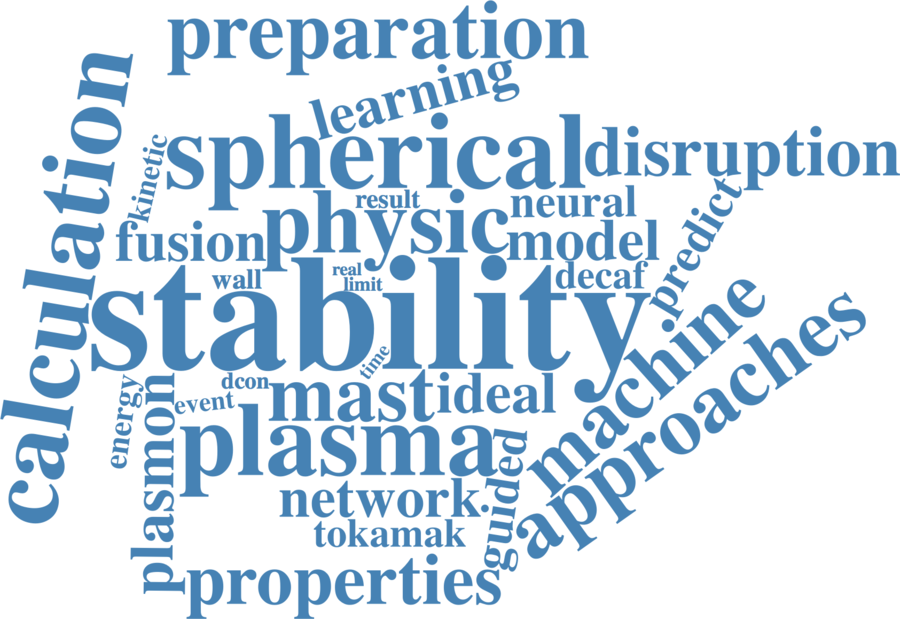 preparation
learning
calculation
kinetic
spherical
disruption
result
neural
predict
fusion
physic
model
wall
real
limit
decaf
stability
time
machine
approaches
energy
plasmon
event
dcon
mast
ideal
plasma
guided
network
tokamak
properties